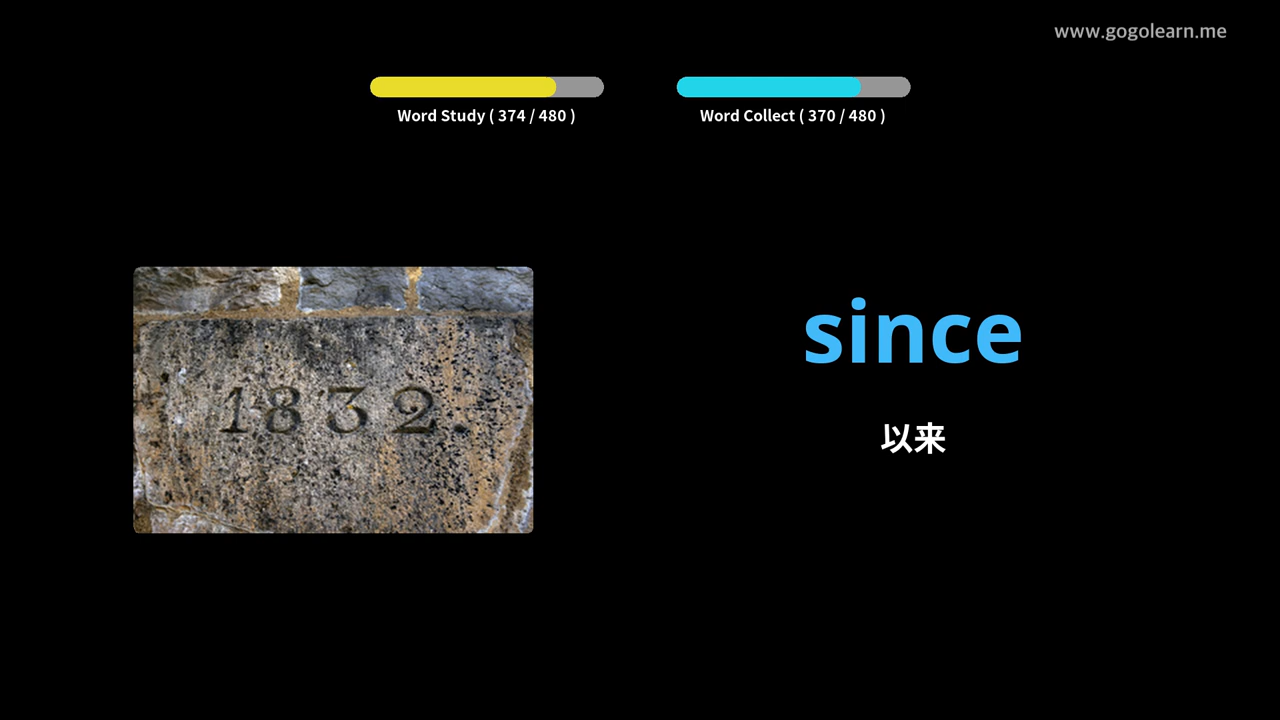 www.gogolearn.me
Word Study ( 374 / 480 )
Word Collect ( 370 / 480 )
1832.
since
以来